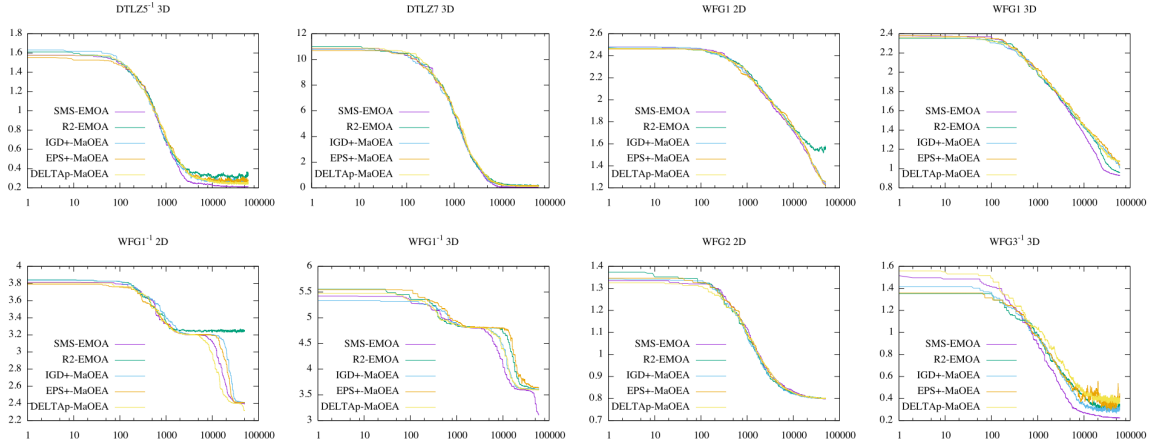 DTLZ5⁻¹ 3D
1.8
1.6
1.4
1.2
1
0.8
0.6
0.4
0.2
SMS-EMOA
R2-EMOA
IGD+-MaOEA
EPS+-MaOEA
DELTAp-MaOEA
1 10 100 1000 10000 100000
DTLZ7 3D
12
10
8
6
4
2
0
SMS-EMOA
R2-EMOA
IGD+-MaOEA
EPS+-MaOEA
DELTAp-MaOEA
1 10 100 1000 10000 100000
WFG1 2D
2.6
2.4
2.2
2
1.8
1.6
1.4
1.2
SMS-EMOA
R2-EMOA
IGD+-MaOEA
EPS+-MaOEA
DELTAp-MaOEA
1 10 100 1000 10000 100000
WFG1 3D
2.4
2.2
2
1.8
1.6
1.4
1.2
1
0.8
SMS-EMOA
R2-EMOA
IGD+-MaOEA
EPS+-MaOEA
DELTAp-MaOEA
1 10 100 1000 10000 100000
WFG1⁻¹ 2D
4
3.8
3.6
3.4
3.2
3
2.8
2.6
2.4
2.2
SMS-EMOA
R2-EMOA
IGD+-MaOEA
EPS+-MaOEA
DELTAp-MaOEA
1 10 100 1000 10000 100000
WFG1⁻¹ 3D
6
5.5
5
4.5
4
3.5
3
SMS-EMOA
R2-EMOA
IGD+-MaOEA
EPS+-MaOEA
DELTAp-MaOEA
1 10 100 1000 10000 100000
WFG2 2D
1.4
1.3
1.2
1.1
1
0.9
0.8
0.7
SMS-EMOA
R2-EMOA
IGD+-MaOEA
EPS+-MaOEA
DELTAp-MaOEA
1 10 100 1000 10000 100000
WFG3⁻¹ 3D
1.6
1.4
1.2
1
0.8
0.6
0.4
0.2
SMS-EMOA
R2-EMOA
IGD+-MaOEA
EPS+-MaOEA
DELTAp-MaOEA
1 10 100 1000 10000 100000